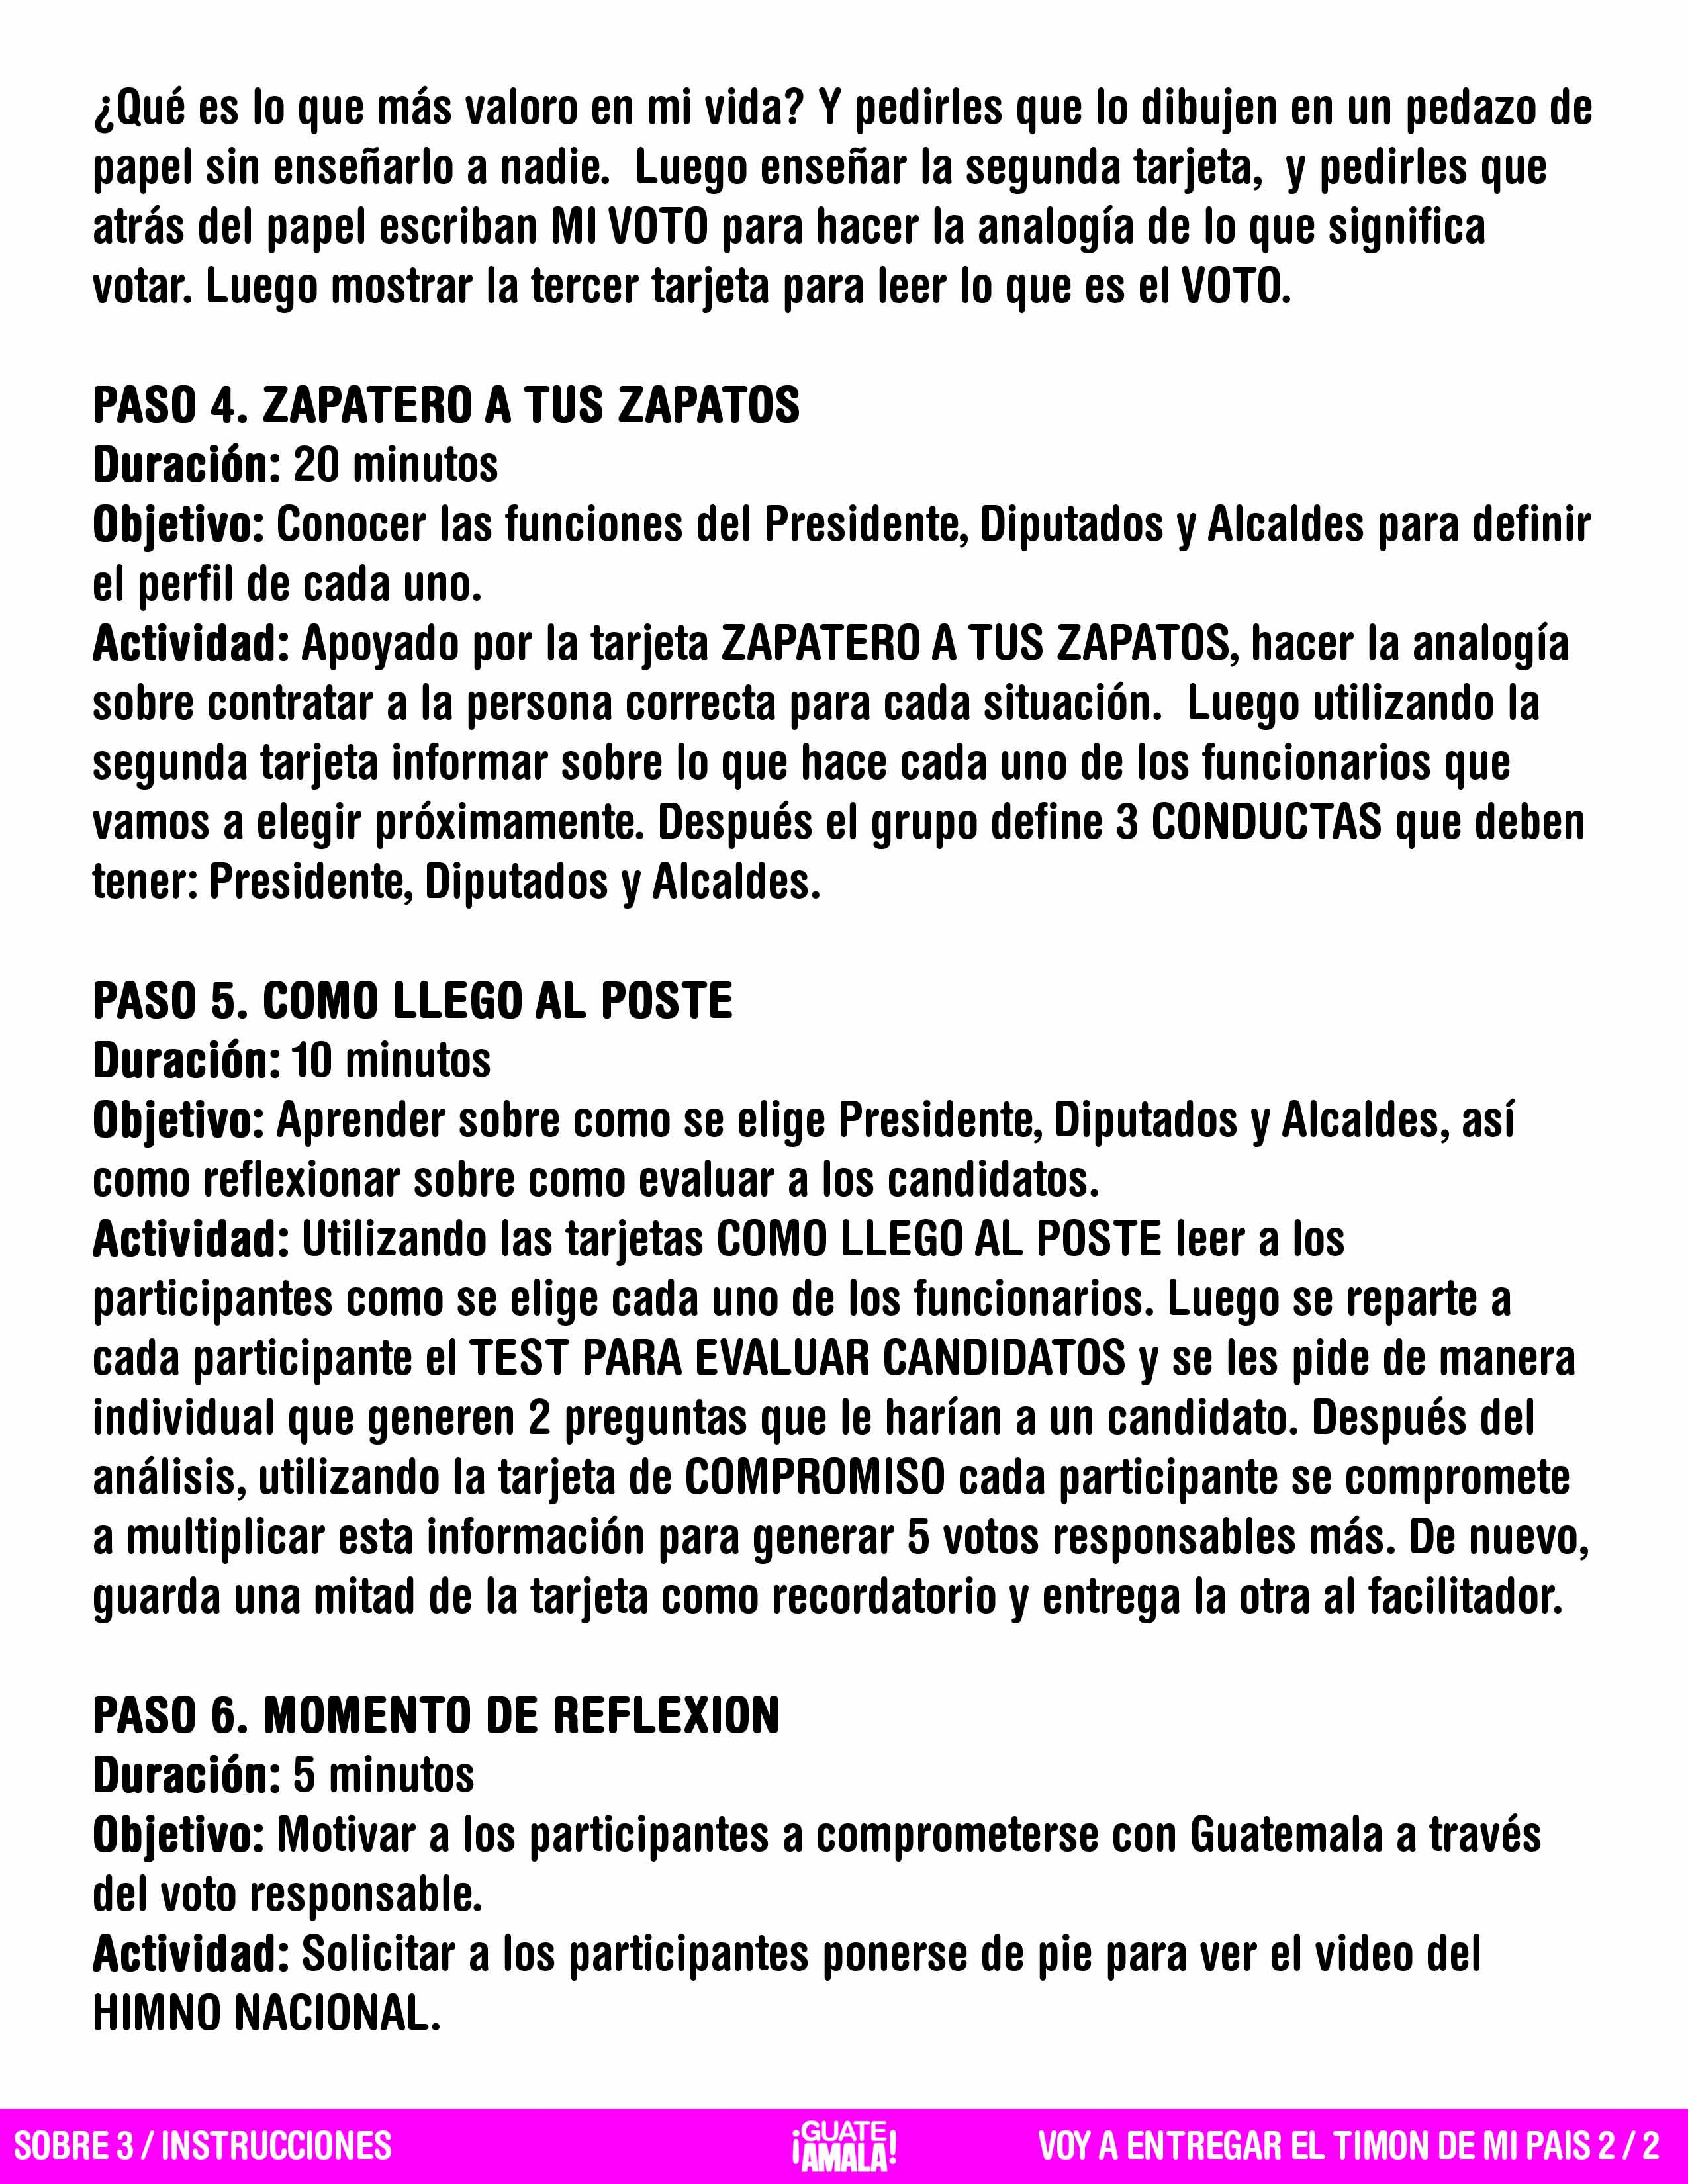 ¿Qué es lo que más valoro en mi vida? Y pedirles que lo dibujen en un pedazo de
papel sin enseñarlo a nadie.  Luego enseñar la segunda tarjeta,  y pedirles que
atrás del papel escriban MI VOTO para hacer la analogía de lo que significa
votar. Luego mostrar la tercer tarjeta para leer lo que es el VOTO.
PASO 4. ZAPATERO A TUS ZAPATOS
Duración: 20 minutos
Objetivo: Conocer las funciones del Presidente, Diputados y Alcaldes para definir
el perfil de cada uno.
Actividad: Apoyado por la tarjeta ZAPATERO A TUS ZAPATOS, hacer la analogía
sobre contratar a la persona correcta para cada situación.  Luego utilizando la
segunda tarjeta informar sobre lo que hace cada uno de los funcionarios que
vamos a elegir próximamente. Después el grupo define 3 CONDUCTAS que deben
tener: Presidente, Diputados y Alcaldes.
PASO 5. COMO LLEGO AL POSTE
Duración: 10 minutos
Objetivo: Aprender sobre como se elige Presidente, Diputados y Alcaldes, así
como reflexionar sobre como evaluar a los candidatos.
Actividad: Utilizando las tarjetas COMO LLEGO AL POSTE leer a los
participantes como se elige cada uno de los funcionarios. Luego se reparte a
cada participante el TEST PARA EVALUAR CANDIDATOS y se les pide de manera
individual que generen 2 preguntas que le harían a un candidato. Después del
análisis, utilizando la tarjeta de COMPROMISO cada participante se compromete
a multiplicar esta información para generar 5 votos responsables más. De nuevo,
guarda una mitad de la tarjeta como recordatorio y entrega la otra al facilitador.
PASO 6. MOMENTO DE REFLEXION
Duración: 5 minutos
Objetivo: Motivar a los participantes a comprometerse con Guatemala a través
del voto responsable.
Actividad: Solicitar a los participantes ponerse de pie para ver el video del
HIMNO NACIONAL.
SOBRE 3 / INSTRUCCIONES
¡GUATE
¡AMALA!
VOY A ENTREGAR EL TIMON DE MI PAIS 2 / 2